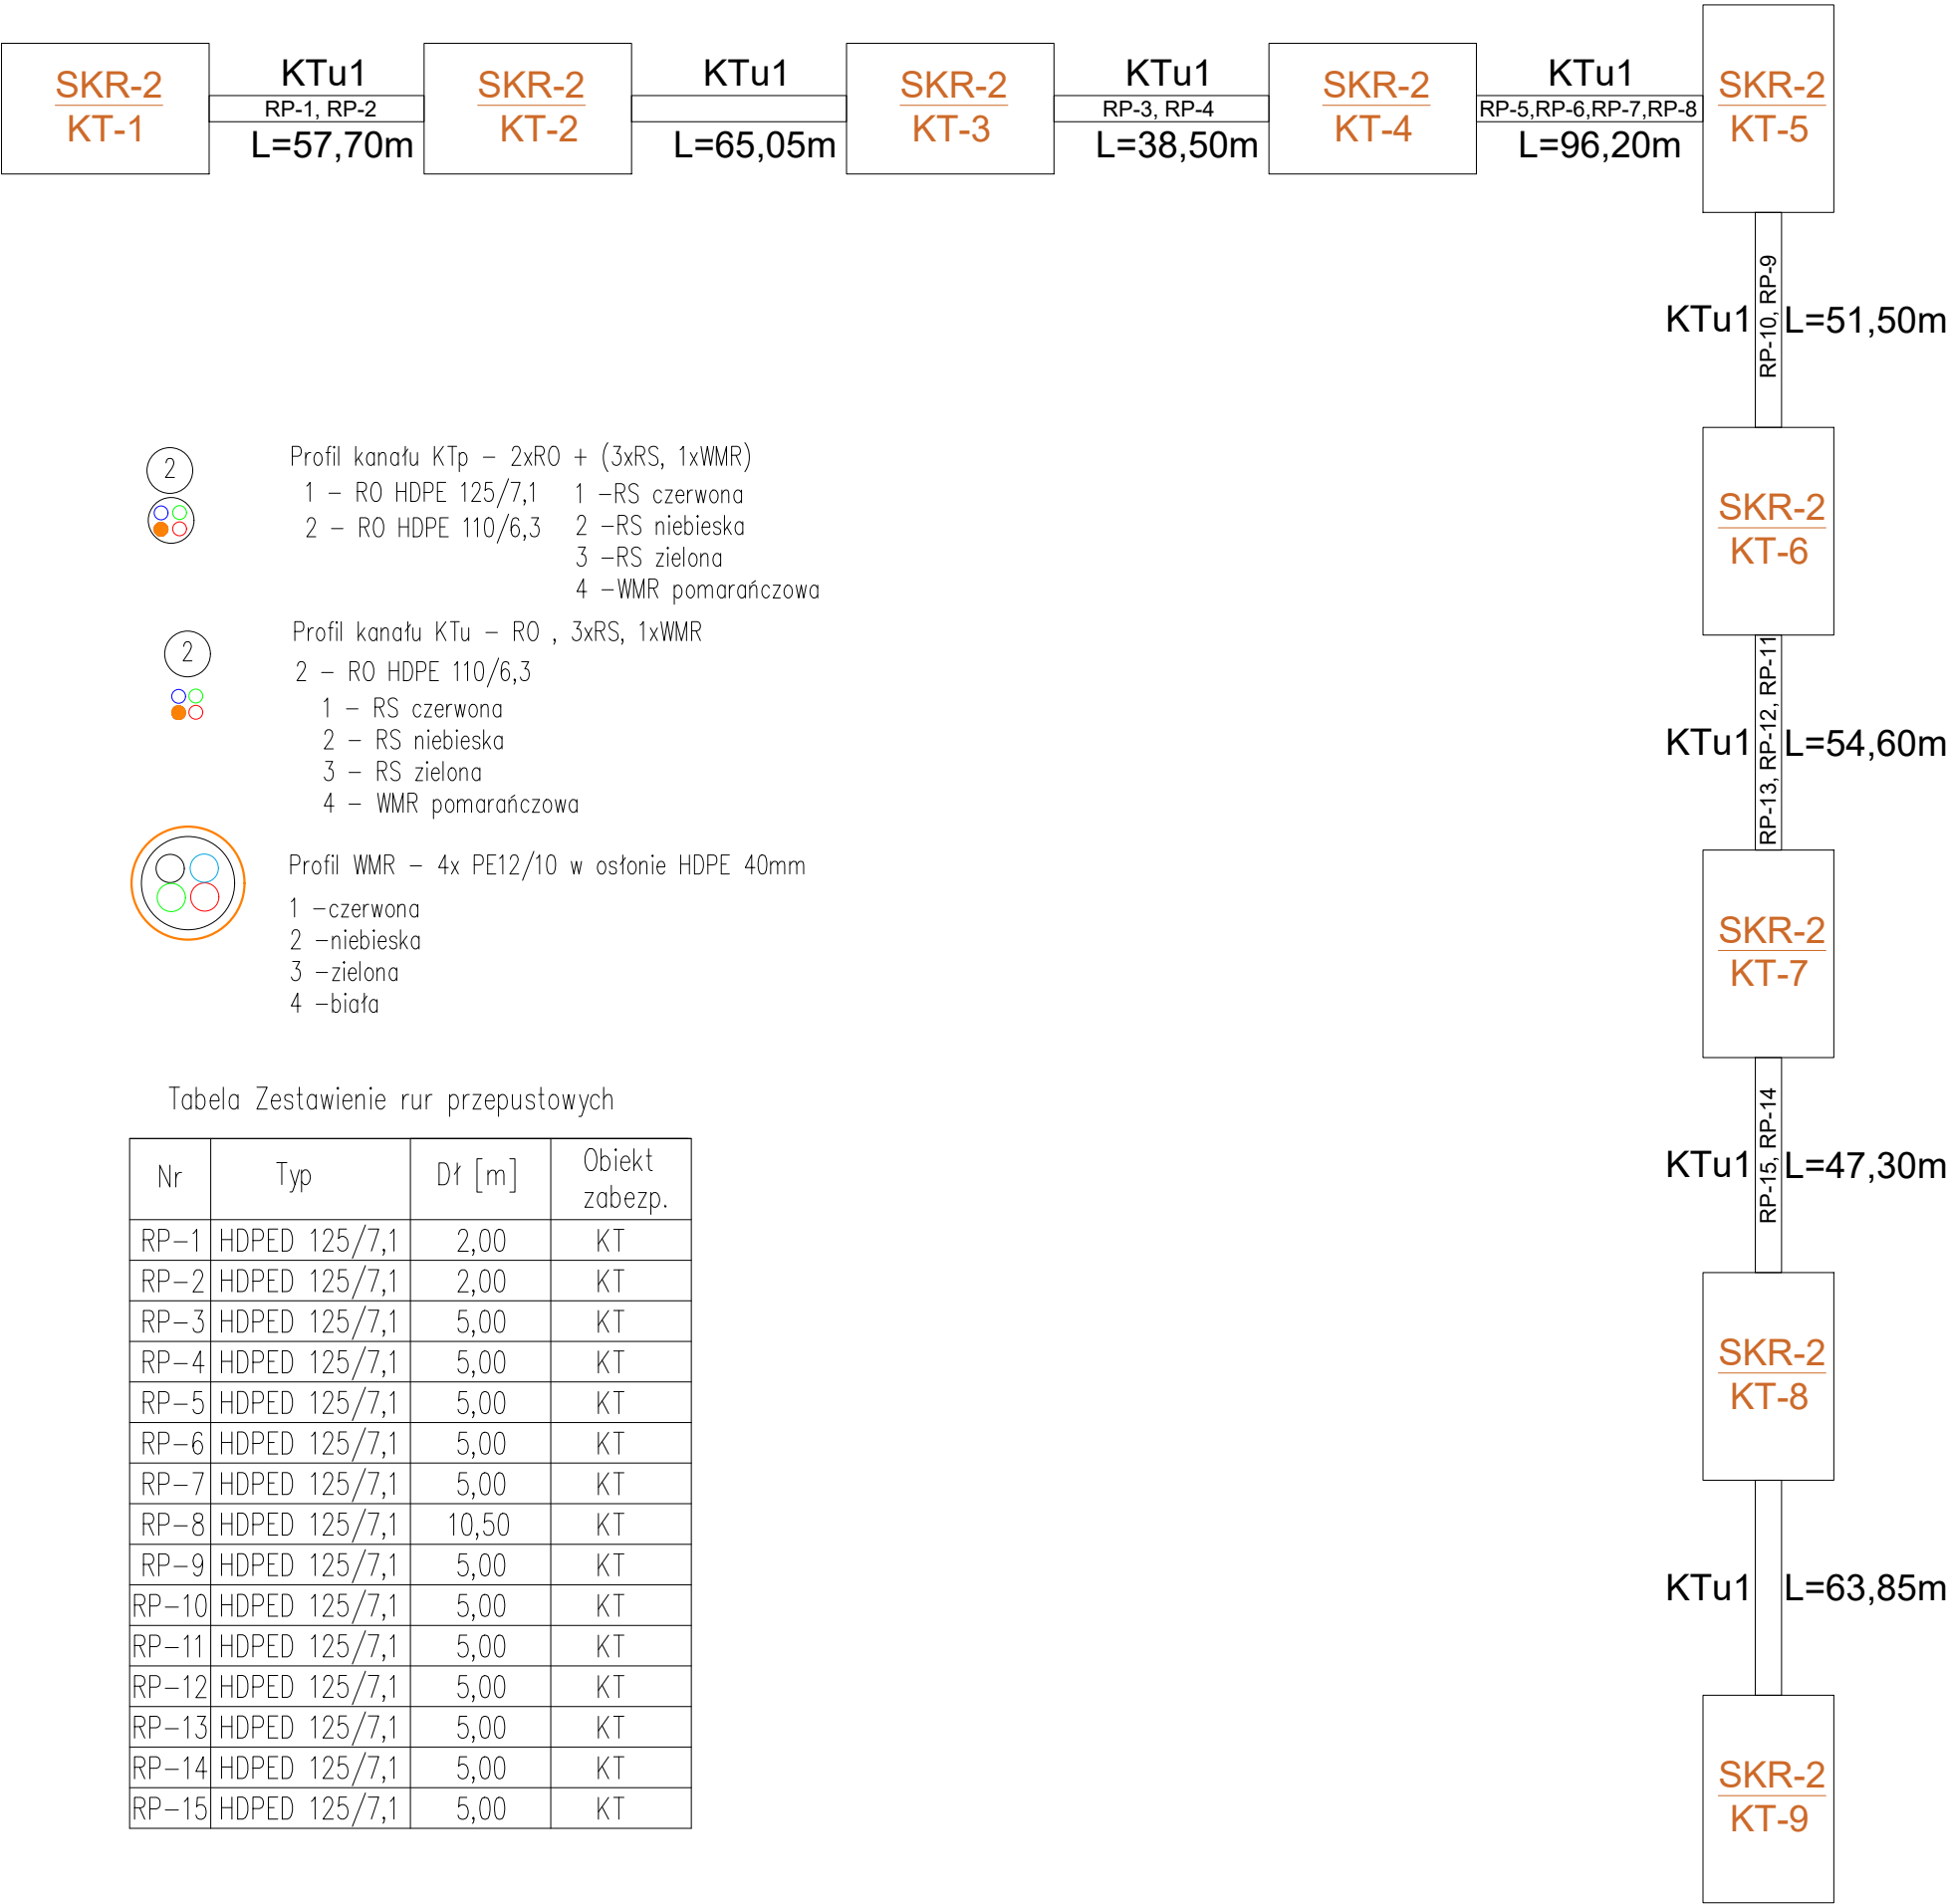 SKR-2
KT-1
KTu1
RP-1, RP-2
L=57,70m
SKR-2
KT-2
KTu1
L=65,05m
SKR-2
KT-3
KTu1
RP-3, RP-4
L=38,50m
SKR-2
KT-4
KTu1
RP-5,RP-6,RP-7,RP-8
L=96,20m
SKR-2
KT-5
KTu1
RP-10, RP-9
L=51,50m
SKR-2
KT-6
KTu1
RP-13, RP-12, RP-11
L=54,60m
SKR-2
KT-7
KTu1
RP-15, RP-14
L=47,30m
SKR-2
KT-8
KTu1
L=63,85m
SKR-2
KT-9
2
Profil kanału KTp – 2xRO + (3xRS, 1xWMR)
1 – RO HDPE 125/7,1
2 – RO HDPE 110/6,3
1 –RS czerwona
2 –RS niebieska
3 –RS zielona
4 –WMR pomarańczowa
2
Profil kanału KTu – RO , 3xRS, 1xWMR
2 – RO HDPE 110/6,3
1 – RS czerwona
2 – RS niebieska
3 – RS zielona
4 – WMR pomarańczowa
Profil WMR – 4x PE12/10 w osłonie HDPE 40mm
1 –czerwona
2 –niebieska
3 –zielona
4 –biała
Tabela Zestawienie rur przepustowych
Nr Typ Dł [m] Obiekt zabezp.
RP–1 HDPED 125/7,1 2,00 KT
RP–2 HDPED 125/7,1 2,00 KT
RP–3 HDPED 125/7,1 5,00 KT
RP–4 HDPED 125/7,1 5,00 KT
RP–5 HDPED 125/7,1 5,00 KT
RP–6 HDPED 125/7,1 5,00 KT
RP–7 HDPED 125/7,1 5,00 KT
RP–8 HDPED 125/7,1 10,50 KT
RP–9 HDPED 125/7,1 5,00 KT
RP–10 HDPED 125/7,1 5,00 KT
RP–11 HDPED 125/7,1 5,00 KT
RP–12 HDPED 125/7,1 5,00 KT
RP–13 HDPED 125/7,1 5,00 KT
RP–14 HDPED 125/7,1 5,00 KT
RP–15 HDPED 125/7,1 5,00 KT